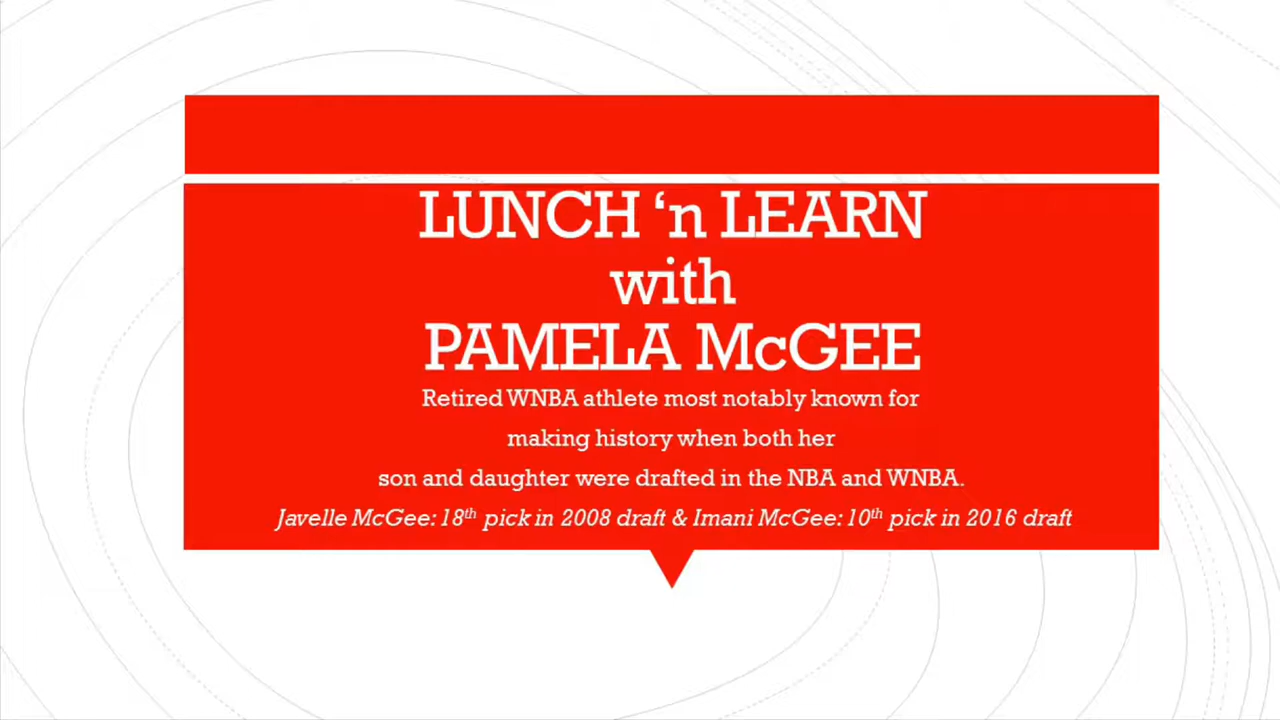 LUNCH ‘n LEARN
with
PAMELA McGEE
Retired WNBA athlete most notably known for
making history when both her
son and daughter were drafted in the NBA and WNBA.
Javelle McGee: 18th pick in 2008 draft & Imani McGee: 10th pick in 2016 draft